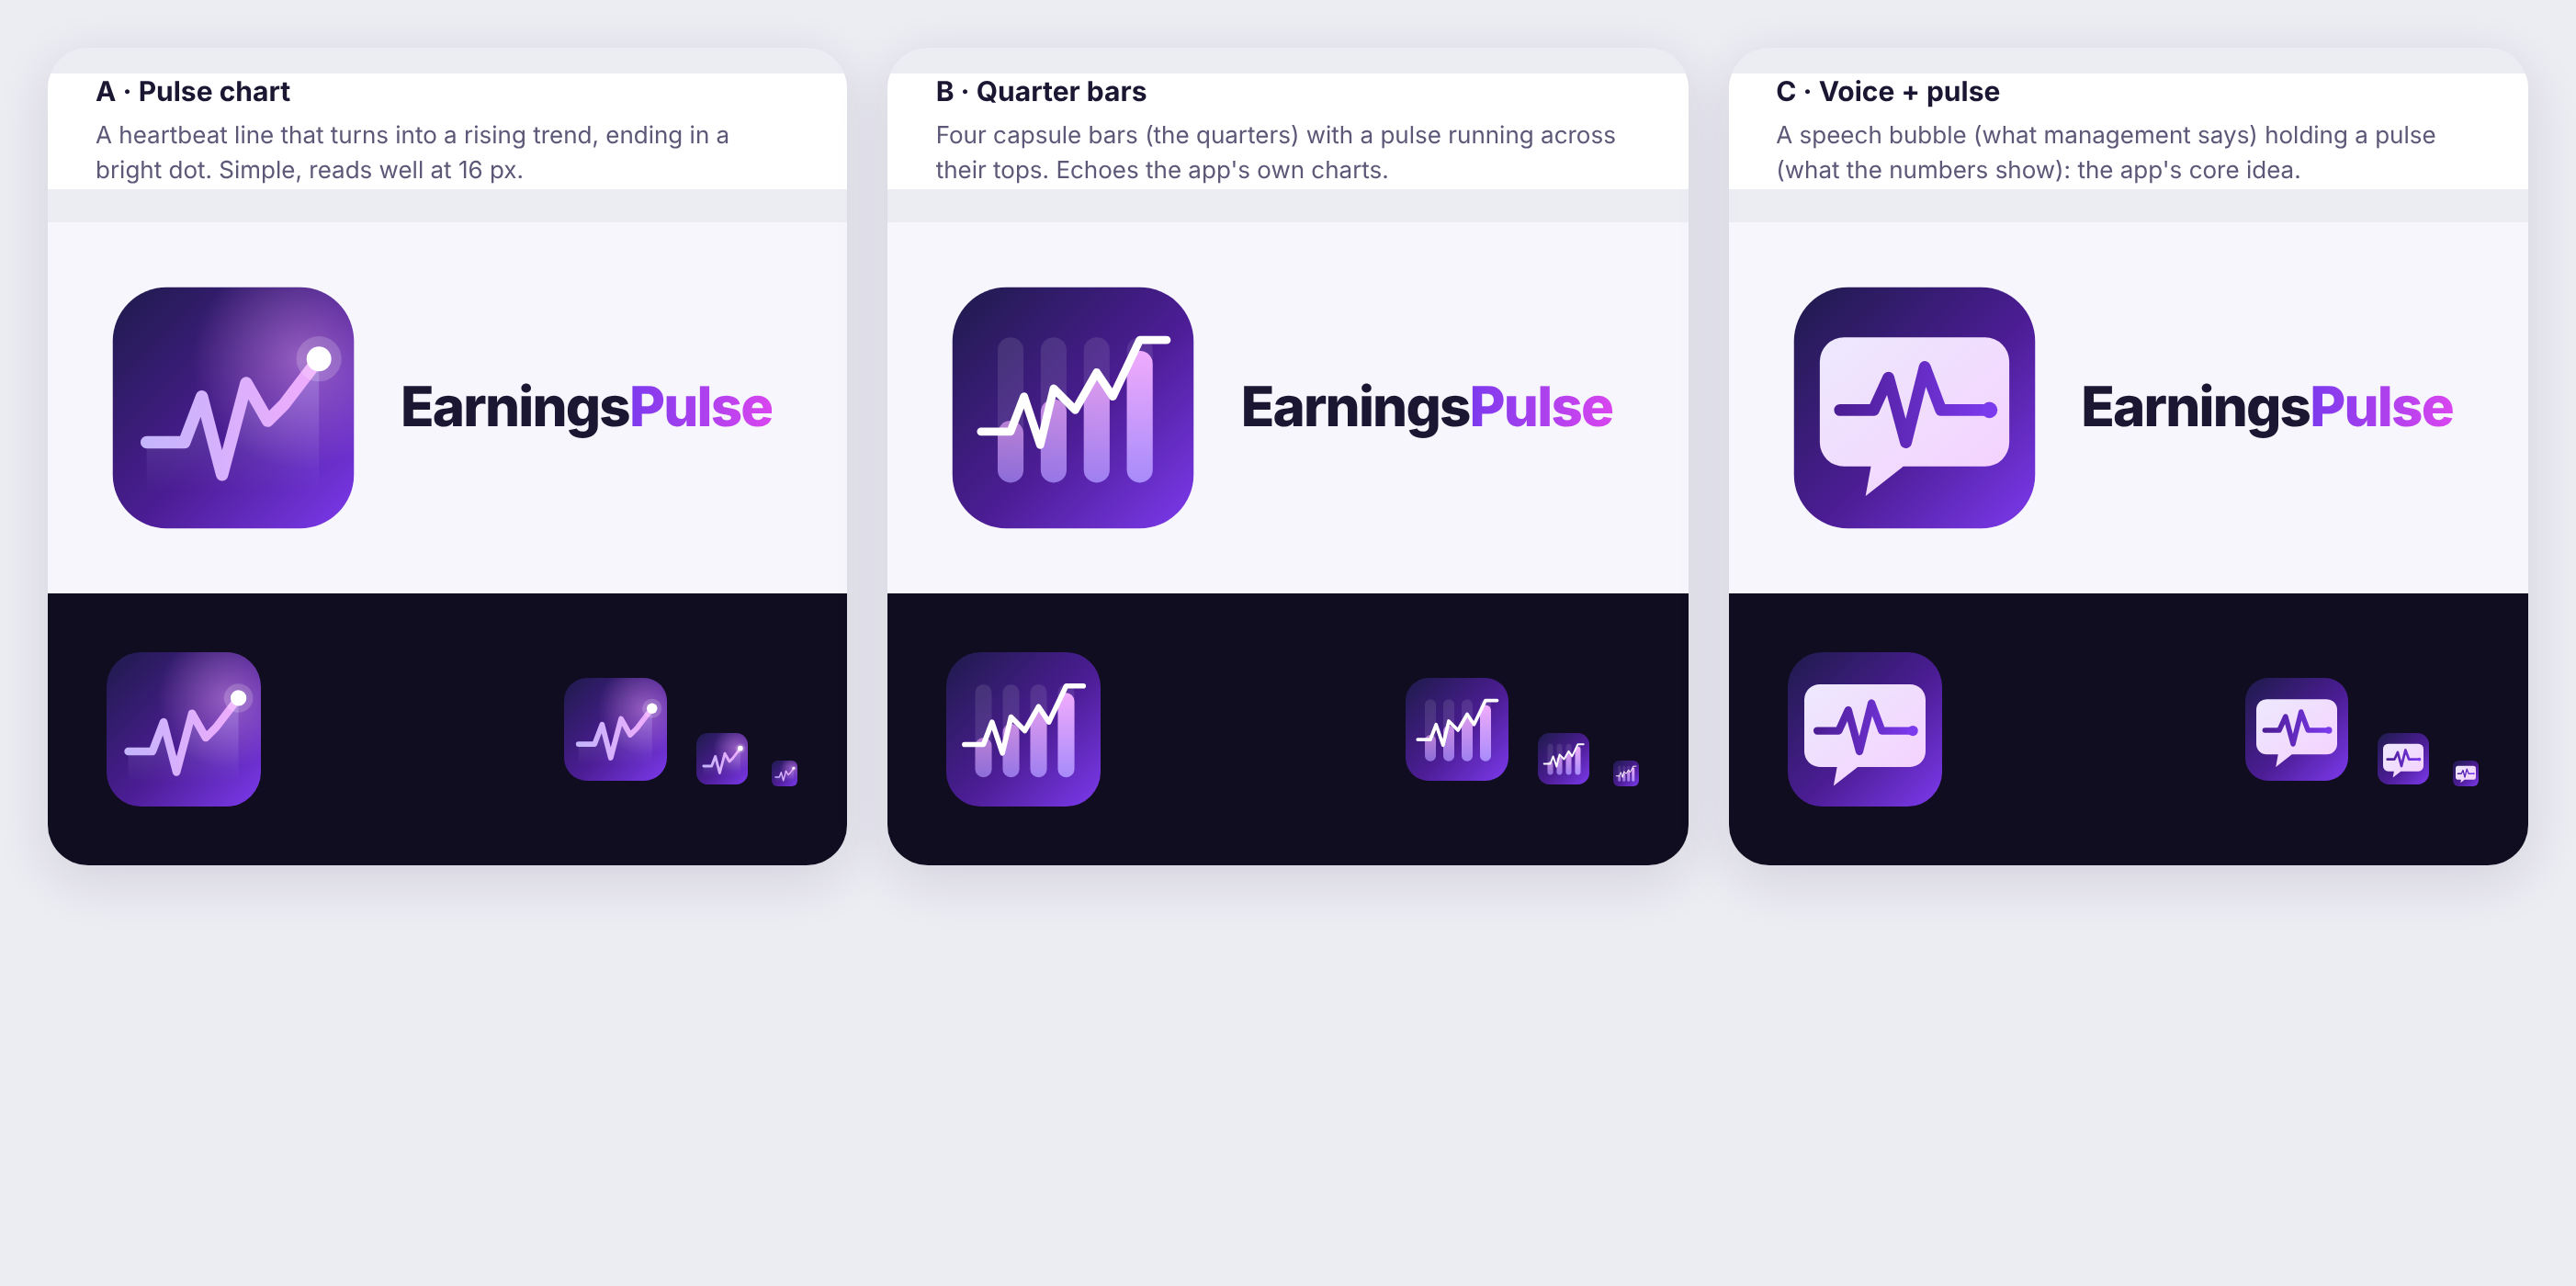 A · Pulse chart
A heartbeat line that turns into a rising trend, ending in a
bright dot. Simple, reads well at 16 px.
EarningsPulse
B · Quarter bars
Four capsule bars (the quarters) with a pulse running across
their tops. Echoes the app's own charts.
EarningsPulse
C · Voice + pulse
A speech bubble (what management says) holding a pulse
(what the numbers show): the app's core idea.
EarningsPulse